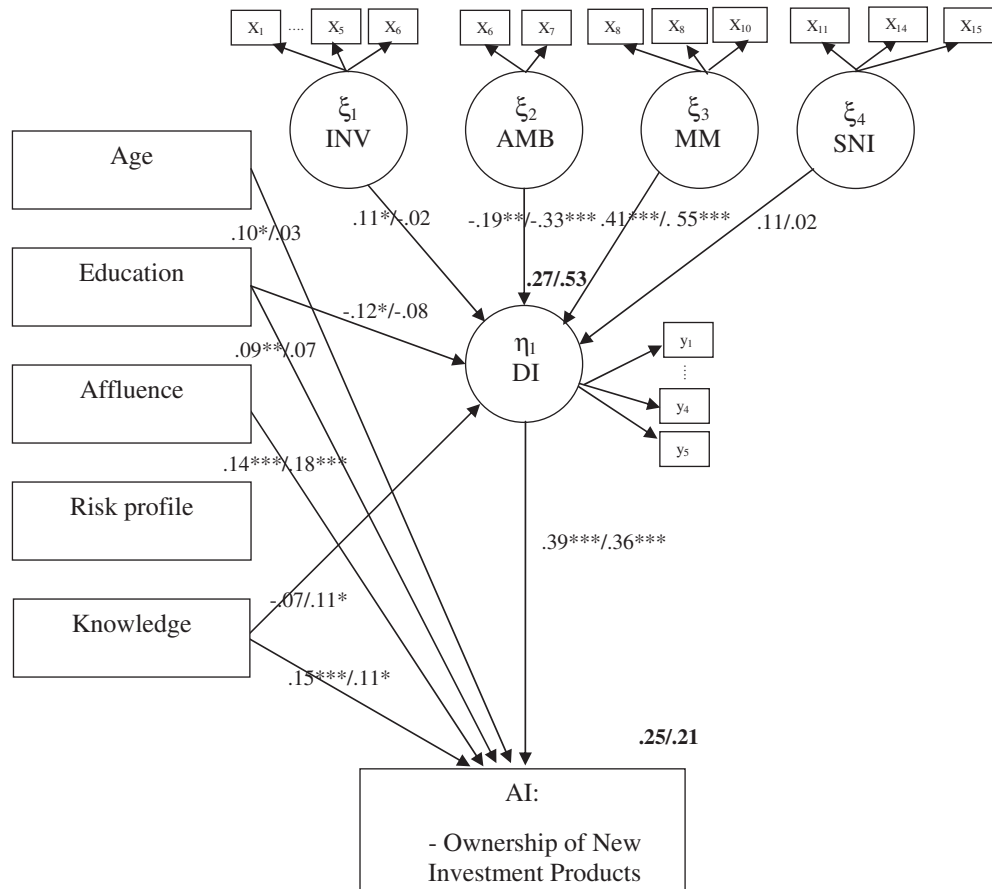 X₁ .... X₅ X₆ X₆ X₇ X₈ X₈ X₁₀ X₁₁ X₁₄ X₁₅
ξ₁ ξ₂ ξ₃ ξ₄
INV AMB MM SNI
Age
.10*/.03 .11*/-.02 -.19**/-.33*** .41***/.55*** .11/.02
Education
.27/.53
-.12*/-.08
η₁
DI
y₁
....
y₄
y₅
.09**/.07
Affluence
.14***/.18***
Risk profile
.39***/.36***
-.07/.11*
Knowledge
.15***/.11*
.25/.21
AI:
- Ownership of New
Investment Products